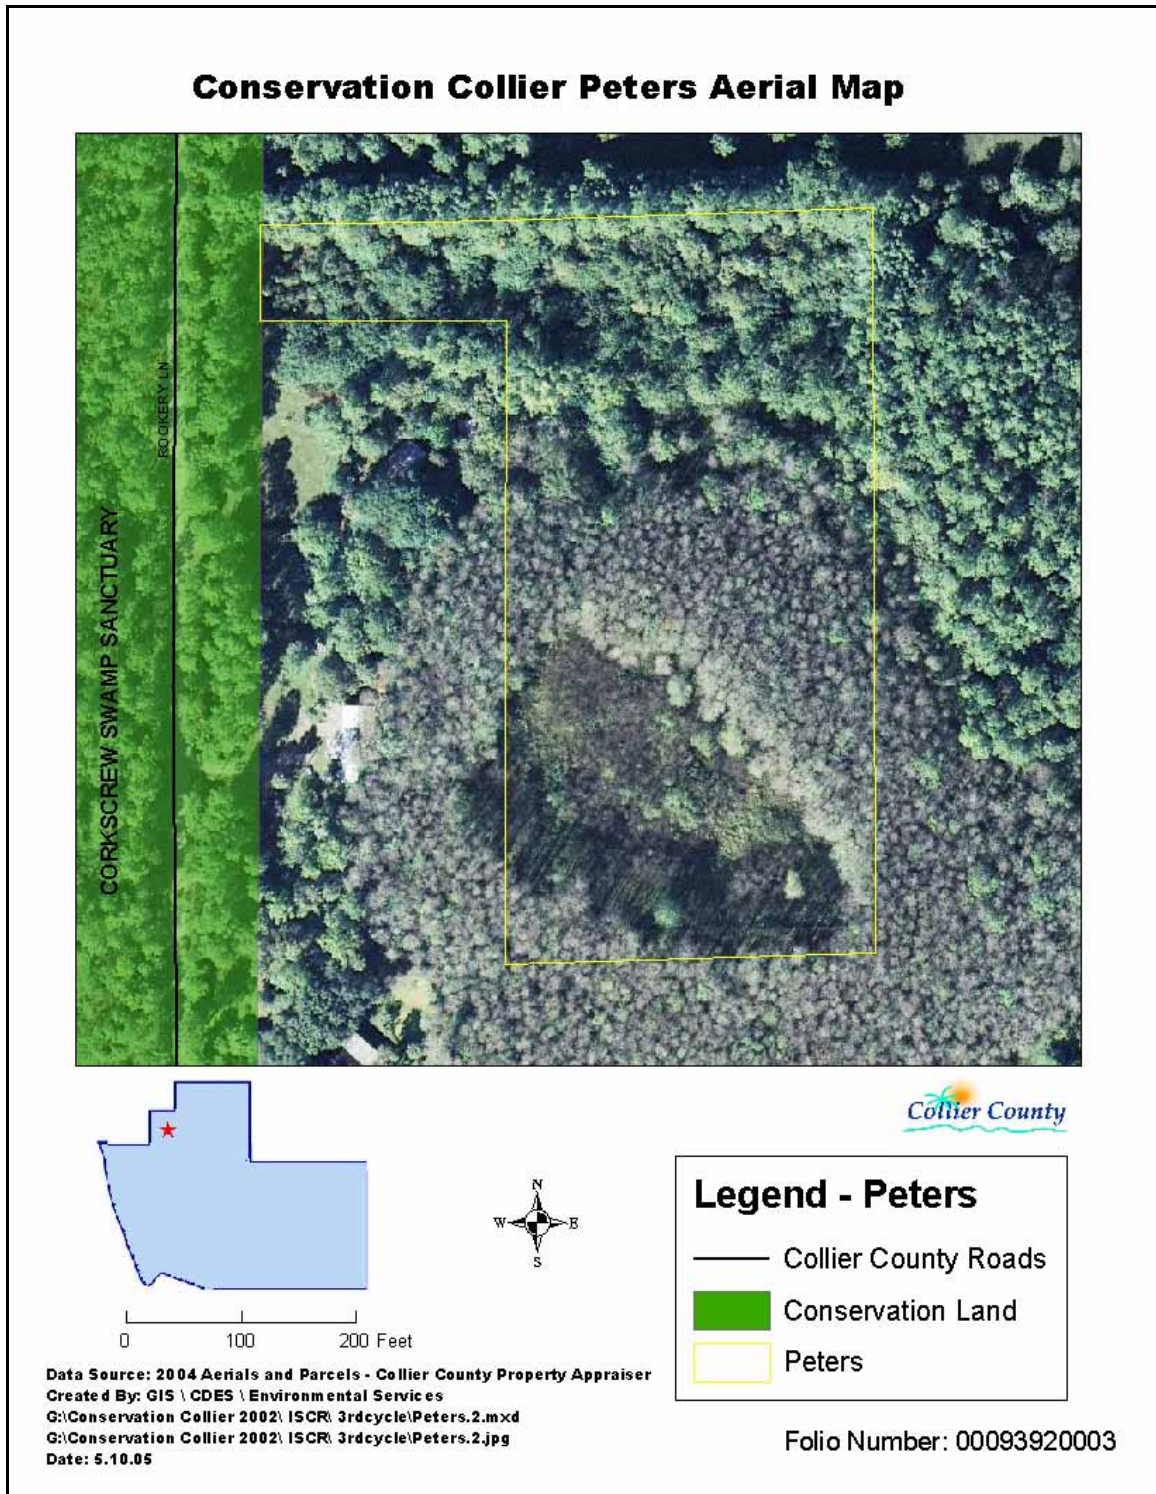 Conservation Collier Peters Aerial Map
ROOKERY LN
CORKSCREW SWAMP SANCTUARY
Collier County
N
W E
S
0 100 200 Feet
Legend - Peters
Collier County Roads
Conservation Land
Peters
Data Source: 2004 Aerials and Parcels - Collier County Property Appraiser
Created By: GIS \ CDES \ Environmental Services
G:\Conservation Collier 2002\ ISCR\ 3rdcycle\Peters.2.mxd
G:\Conservation Collier 2002\ ISCR\ 3rdcycle\Peters.2.jpg
Date: 5.10.05
Folio Number: 00093920003